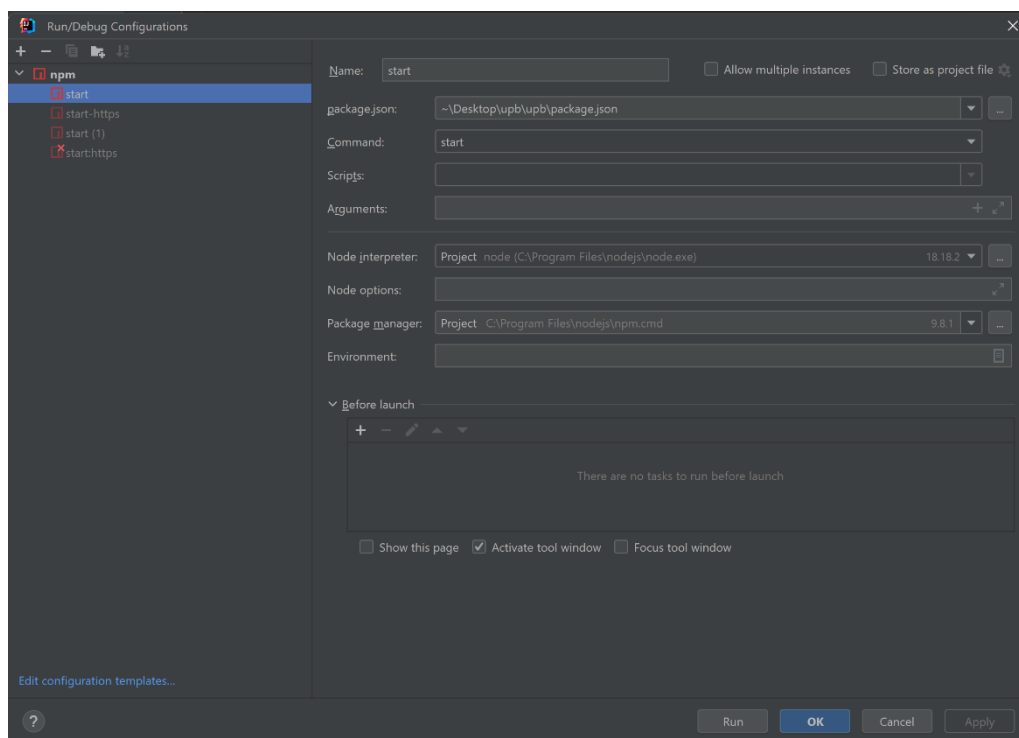 Run/Debug Configurations
npm
start
start-https
start (1)
start:https
Edit configuration templates...
Name: start Allow multiple instances Store as project file
package.json: ~\Desktop\upb\upb\package.json ...
Command: start
Scripts:
Arguments:
Node interpreter: Project node (C:\Program Files\nodejs\node.exe) 18.18.2 ...
Node options:
Package manager: Project C:\Program Files\nodejs\npm.cmd 9.8.1 ...
Environment:
Before launch
There are no tasks to run before launch
Show this page Activate tool window Focus tool window
? Run OK Cancel Apply